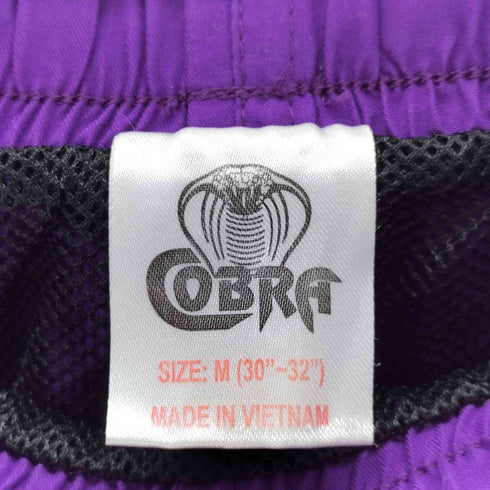 COBRA
SIZE: M (30"~32")
MADE IN VIETNAM